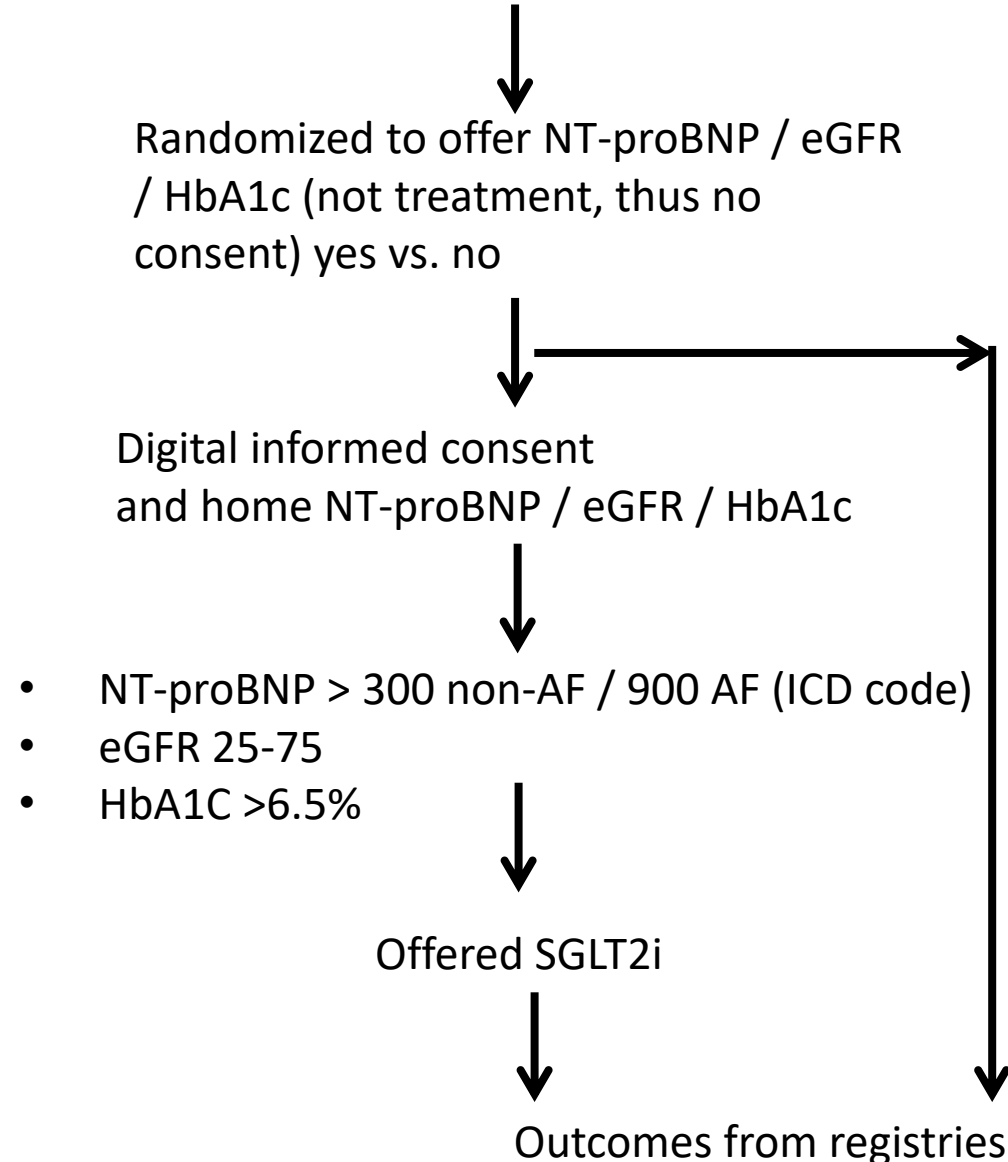 Randomized to offer NT-proBNP / eGFR
/ HbA1c (not treatment, thus no
consent) yes vs. no
Digital informed consent
and home NT-proBNP / eGFR / HbA1c
• NT-proBNP > 300 non-AF / 900 AF (ICD code)
• eGFR 25-75
• HbA1C >6.5%
Offered SGLT2i
Outcomes from registries